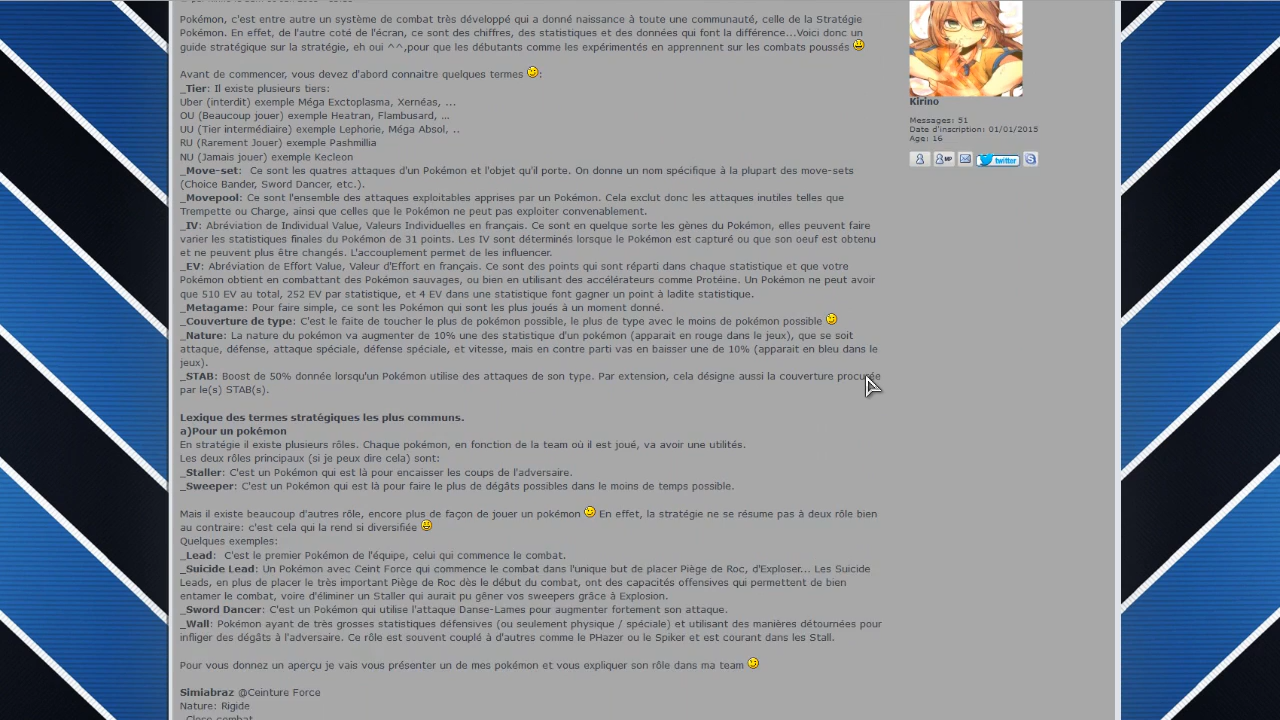 Pokémon, c'est entre autre un système de combat très développé qui a donné naissance à toute une communauté, celle de la Stratégie
Pokémon. En effet, de l'autre coté de l'écran, ce sont des chiffres, des statistiques et des données qui font la différence...Voici donc un
guide stratégique de la stratégie, eh oui ^^,pour que les débutants comme les expérimentés en apprennent sur les combats poussés
Avant de commencer, vous devez d'abord connaitre quelques termes :
_Tier: Il existe plusieurs tiers:
Uber (interdit) exemple Méga Exctoplasma, Xernéas, ...
OU (Beaucoup jouer) exemple Heatran, Flambusard, ...
UU (Tier intermédiaire) exemple Lephorie, Méga Absol, ..
RU (Rarement Jouer) exemple Pashmillia
NU (Jamais jouer) exemple Kecleon
_Move-set: Ce sont les quatres attaques d'un Pokémon et l'objet qu'il porte. On donne un nom spécifique à la plupart des move-sets
(Choice Bander, Sword Dancer, etc.).
_Movepool: Ce sont l'ensemble des attaques exploitables apprises par un Pokémon. Cela exclut donc les attaques inutiles telles que
Trempette ou Charge, ainsi que celles que le Pokémon ne peut pas exploiter convenablement.
_IV: Abréviation de Individual Value, Valeurs Individuelles en français. Ce sont en quelque sorte les gènes du Pokémon, elles peuvent faire
varier les statistiques finales du Pokémon de 31 points. Les IV sont déterminés lorsque le Pokémon est capturé ou que son oeuf est obtenu
et ne peuvent plus être changés. L'accouplement permet de les influencer.
_EV: Abréviation de Effort Value, Valeur d'Effort en français. Ce sont des points qui sont réparti dans chaque statistique et que votre
Pokémon obtient en combattant des Pokémon sauvages, ou bien en utilisant des accélérateurs comme Protéine. Un Pokémon ne peut avoir
que 510 EV au total, 252 EV par statistique, et 4 EV dans une statistique font gagner un point à ladite statistique.
_Metagame: Pour faire simple, ce sont les Pokémon qui sont les plus joués à un moment donné.
_Couverture de type: C'est le faite de toucher le plus de pokémon possible, le plus de type avec le moins de pokémon possible
_Nature: La nature du pokémon va augmenter de 10% une des statistique d'un pokémon (apparait en rouge dans le jeux), que se soit
attaque, défense, attaque spéciale, défense spéciale, et vitesse, mais en contre parti vas en baisser une de 10% (apparait en bleu dans le
jeux).
_STAB: Boost de 50% donnée lorsqu'un Pokémon utilise des attaques de son type. Par extension, cela désigne aussi la couverture procurée
par le(s) STAB(s).
Lexique des termes stratégiques les plus communs.
a)Pour un pokémon
En stratégie il existe plusieurs rôles. Chaque pokémon, en fonction de la team où il est joué, va avoir une utilités.
Les deux rôles principaux (si je peux dire cela) sont:
_Staller: C'est un Pokémon qui est là pour encaisser les coups de l'adversaire.
_Sweeper: C'est un Pokémon qui est là pour faire le plus de dégâts possibles dans le moins de temps possible.
Mais il existe beaucoup d'autres rôle, encore plus de façon de jouer un pokémon En effet, la stratégie ne se résume pas à deux rôle bien
au contraire: c'est cela qui la rend si diversifiée
Quelques exemples:
_Lead: C'est le premier Pokémon de l'équipe, celui qui commence le combat.
_Suicide Lead: Un Pokémon avec Ceint Force qui commence le combat dans l'unique but de placer Piège de Roc, d'Exploser... Les Suicide
Leads, en plus de placer le très important Piège de Roc dès le début du combat, ont des capacités offensives qui permettent de bien
entamer le combat, voire d'éliminer un Staller qui aurait pu gêner vos sweepers grâce à Explosion.
_Sword Dancer: C'est un Pokémon qui utilise l'attaque Danse-Lames pour augmenter fortement son attaque.
_Wall: Pokémon ayant de très grosses statistiques défensives (ou seulement physique / spéciale) et utilisant des manières détournées pour
infliger des dégâts à l'adversaire. Ce rôle est souvent couplé à d'autres comme le PHazer ou le Spiker et est courant dans les Stall.
Pour vous donnez un aperçu je vais vous présenter un de mes pokémon et vous expliquer son rôle dans ma team
Simiabraz @Ceinture Force
Nature: Rigide
_Close combat
Kirino
Messages: 51
Date d'inscription: 01/01/2015
Age: 16
MP
twitter